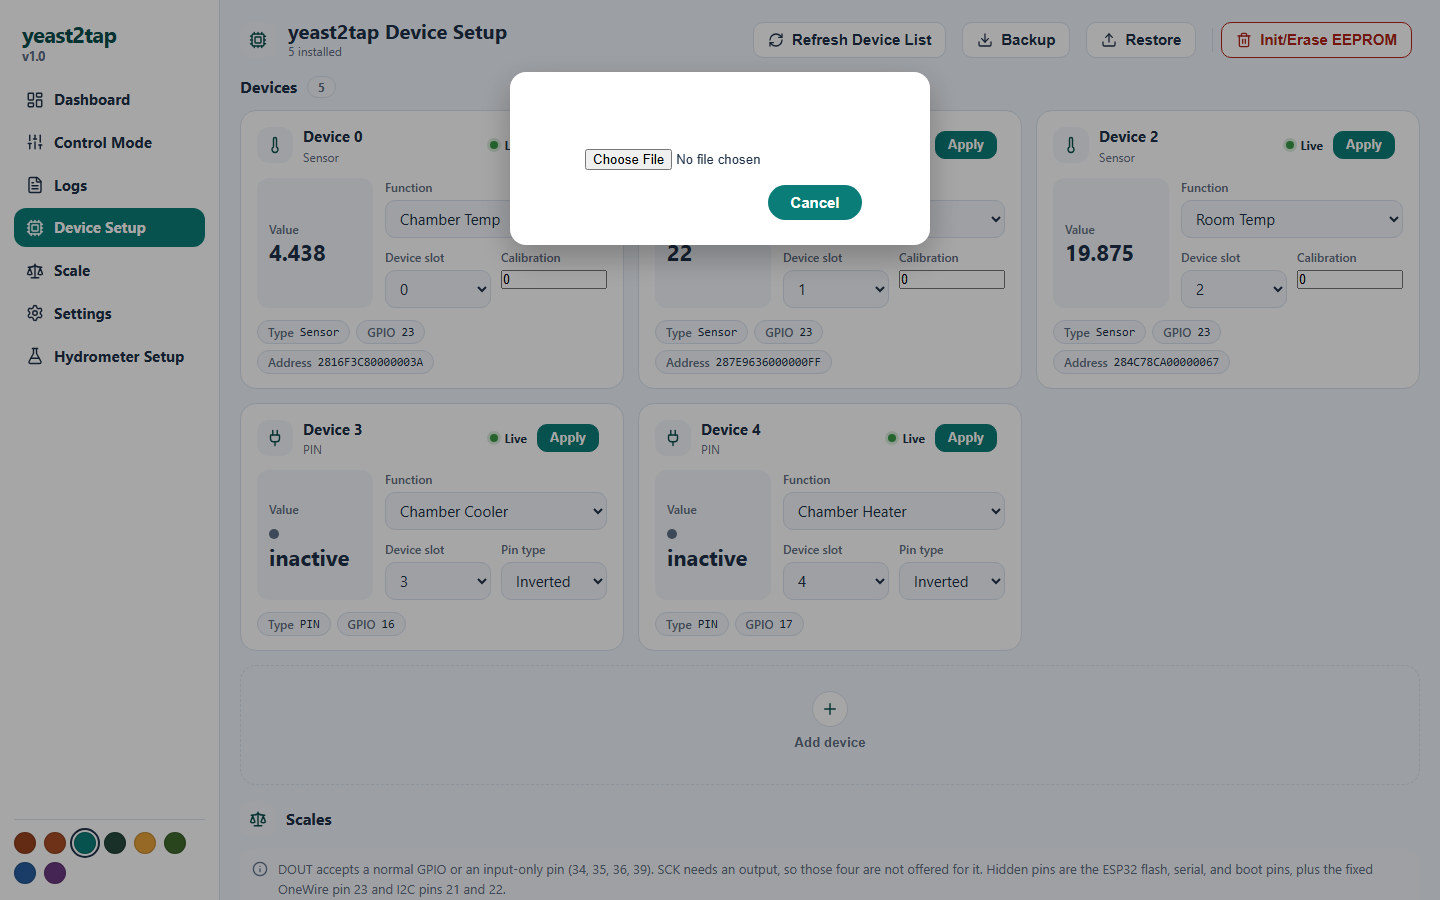 yeast2tap
v1.0
Dashboard
Control Mode
Logs
Device Setup
Scale
Settings
Hydrometer Setup
yeast2tap Device Setup
5 installed
Refresh Device List
Backup
Restore
Init/Erase EEPROM
Devices 5
Choose File No file chosen
Cancel
Device 0
Sensor
L
Function
Chamber Temp
Value
4.438
Device slot
0
Calibration
0
Type Sensor
GPIO 23
Address 2816F3C80000003A
Apply
22
Device slot
1
Calibration
0
Type Sensor
GPIO 23
Address 287E9636000000FF
Device 2
Sensor
Live
Apply
Function
Room Temp
Value
19.875
Device slot
2
Calibration
0
Type Sensor
GPIO 23
Address 284C78CA00000067
Device 3
PIN
Live
Apply
Function
Chamber Cooler
Value
inactive
Device slot
3
Pin type
Inverted
Type PIN
GPIO 16
Device 4
PIN
Live
Apply
Function
Chamber Heater
Value
inactive
Device slot
4
Pin type
Inverted
Type PIN
GPIO 17
Add device
Scales
DOUT accepts a normal GPIO or an input-only pin (34, 35, 36, 39). SCK needs an output, so those four are not offered for it. Hidden pins are the ESP32 flash, serial, and boot pins, plus the fixed
OneWire pin 23 and I2C pins 21 and 22.